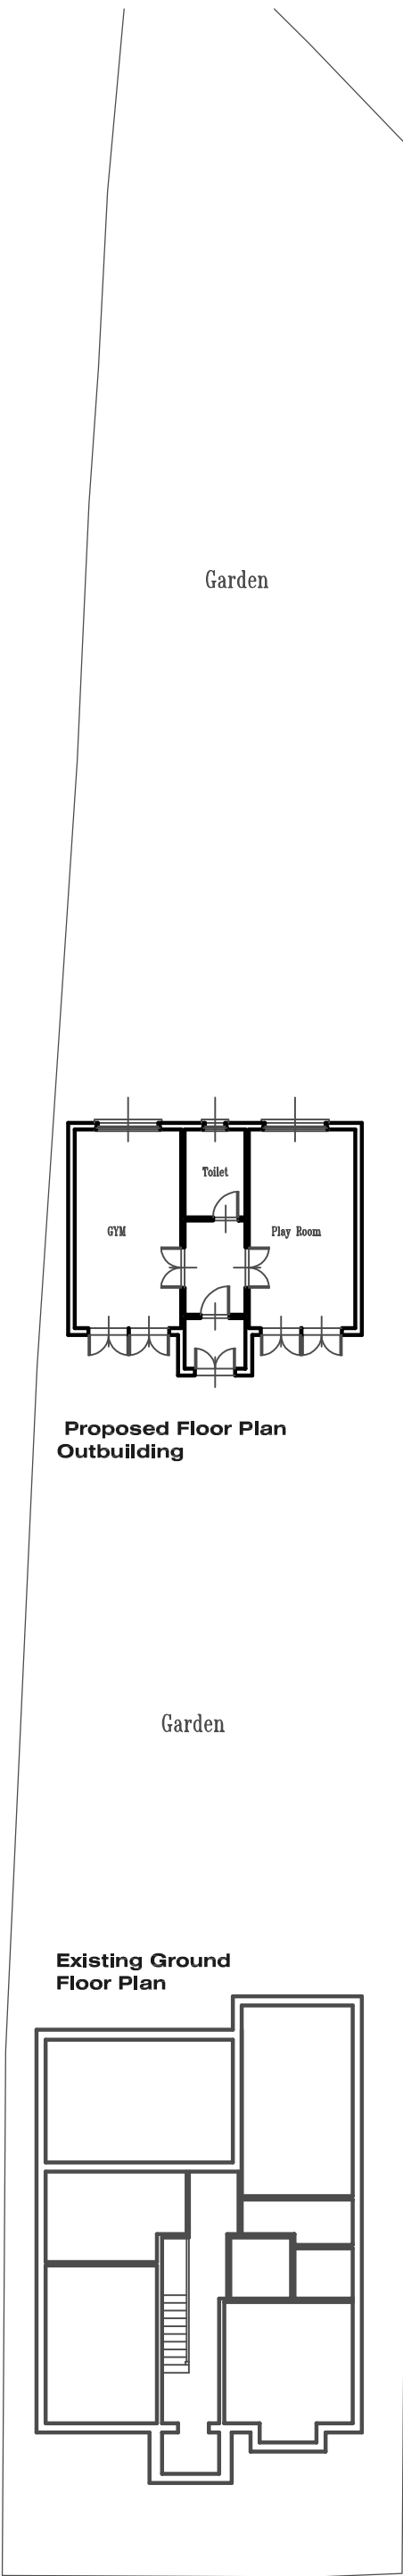 Garden
Toilet
GYM
Play Room
Proposed Floor Plan
Outbuilding
Garden
Existing Ground
Floor Plan